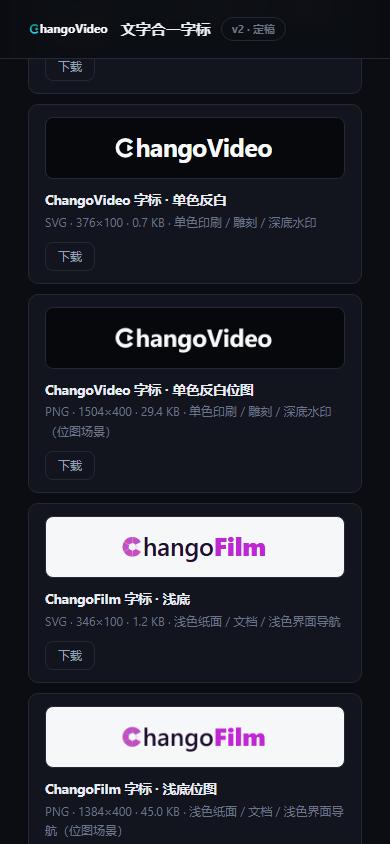 ChangoVideo 文字合一字标 v2 · 定稿
下载
ChangoVideo
ChangoVideo 字标 · 单色反白
SVG · 376×100 · 0.7 KB · 单色印刷 / 雕刻 / 深底水印
下载
ChangoVideo
ChangoVideo 字标 · 单色反白位图
PNG · 1504×400 · 29.4 KB · 单色印刷 / 雕刻 / 深底水印
（位图场景）
下载
ChangoFilm
ChangoFilm 字标 · 浅底
SVG · 346×100 · 1.2 KB · 浅色纸面 / 文档 / 浅色界面导航
下载
ChangoFilm
ChangoFilm 字标 · 浅底位图
PNG · 1384×400 · 45.0 KB · 浅色纸面 / 文档 / 浅色界面导
航（位图场景）